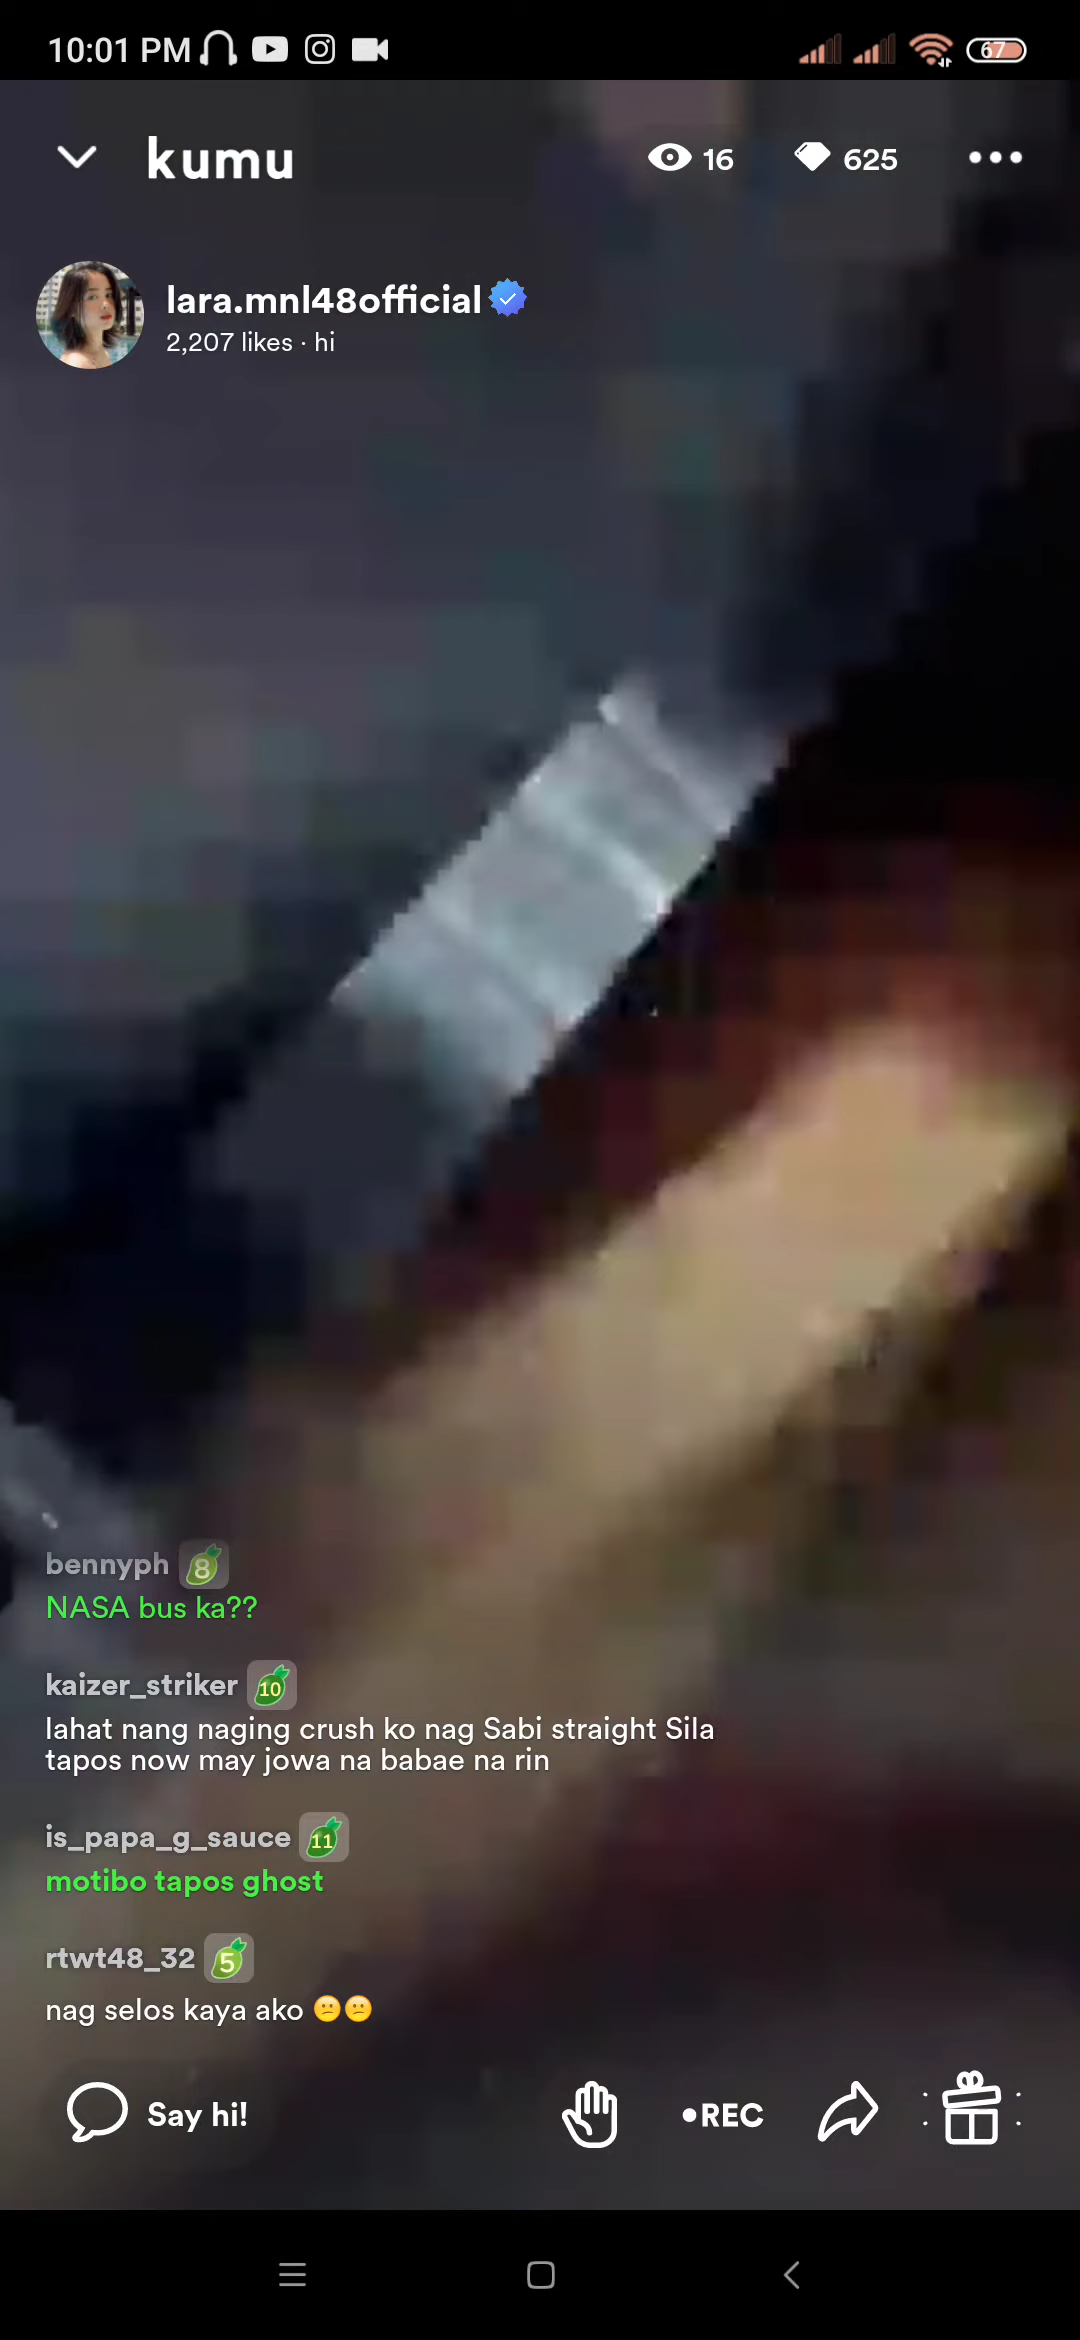 10:01 PM 67
kumu 16 625
lara.mnl48official
2,207 likes · hi
bennyph 8
NASA bus ka??
kaizer_striker 10
lahat nang naging crush ko nag Sabi straight Sila
tapos now may jowa na babae na rin
is_papa_g_sauce 11
motibo tapos ghost
rtwt48_32 5
nag selos kaya ako 😕😕
Say hi! •REC